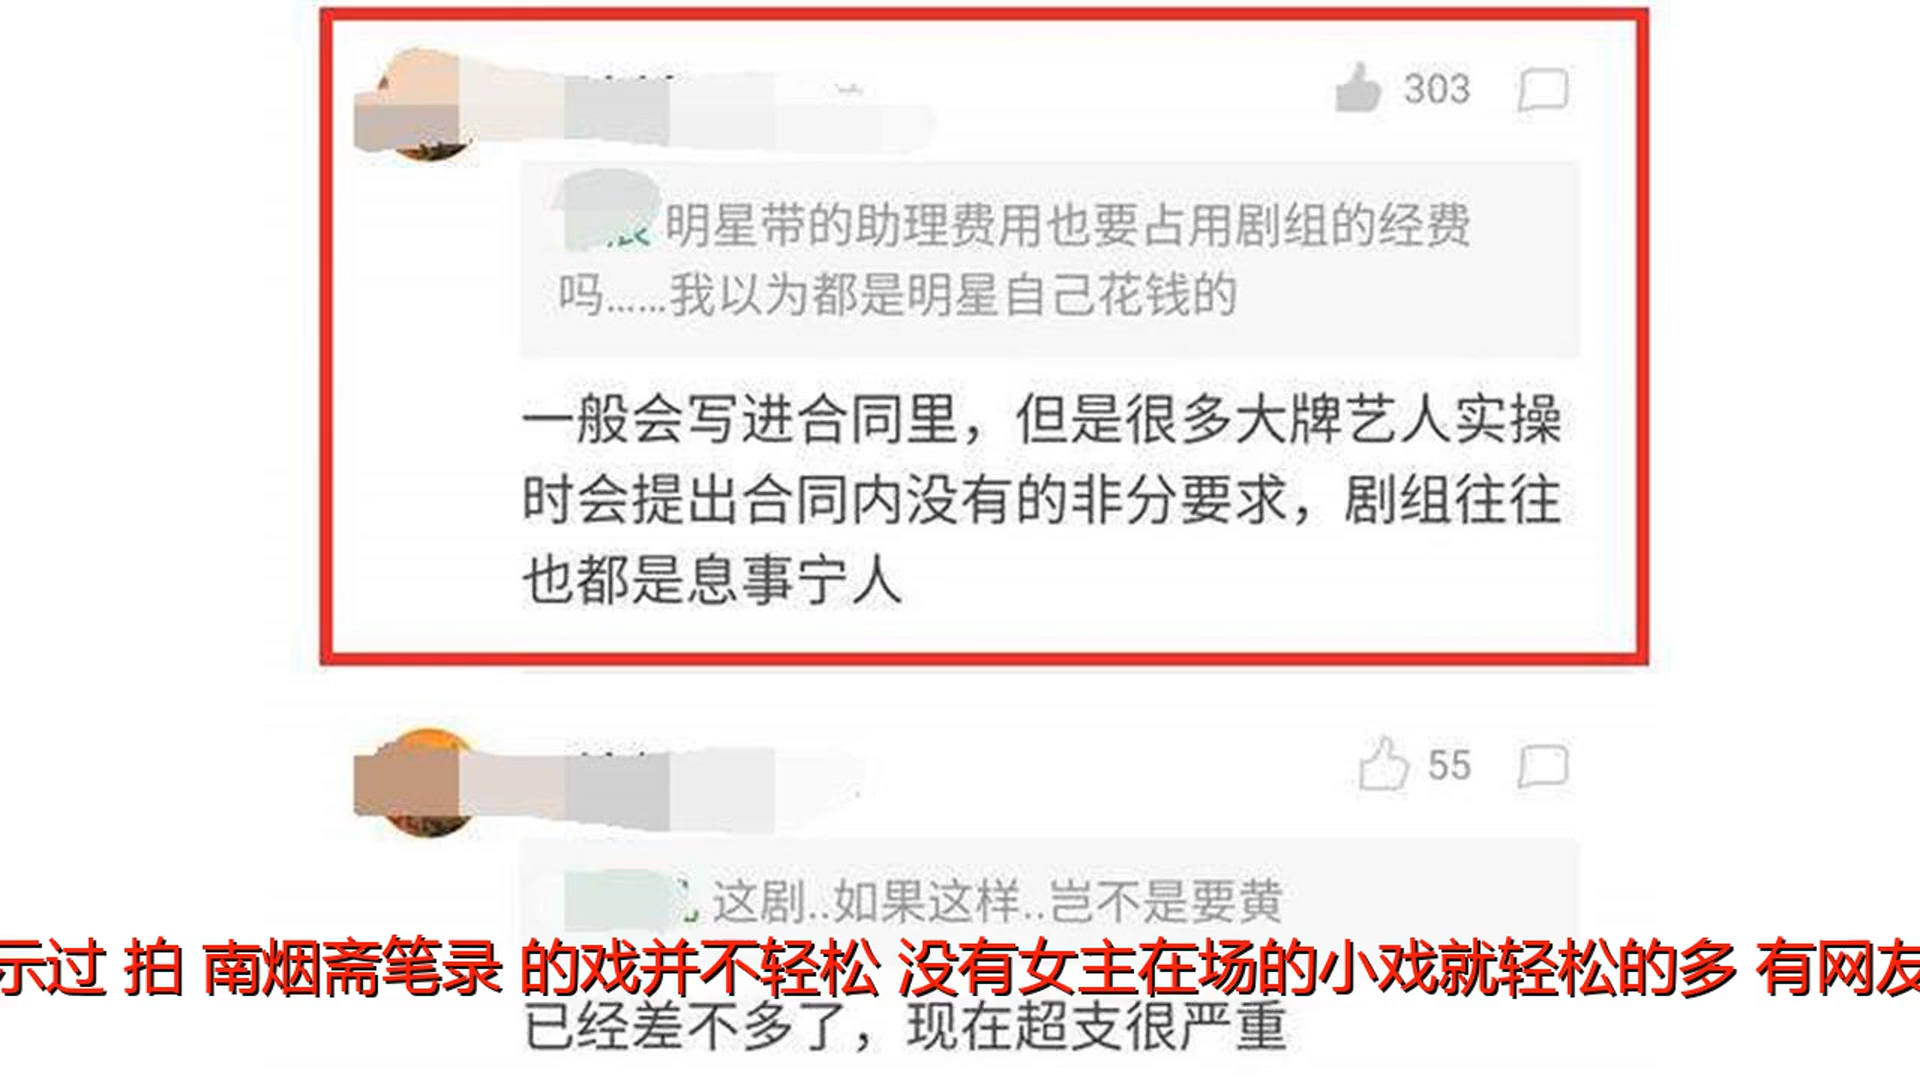 303
明星带的助理费用也要占用剧组的经费
吗……我以为都是明星自己花钱的
一般会写进合同里，但是很多大牌艺人实操
时会提出合同内没有的非分要求，剧组往往
也都是息事宁人
55
这剧..如果这样..岂不是要黄
示过 拍 南烟斋笔录 的戏并不轻松 没有女主在场的小戏就轻松的多 有网友
已经差不多了，现在超支很严重